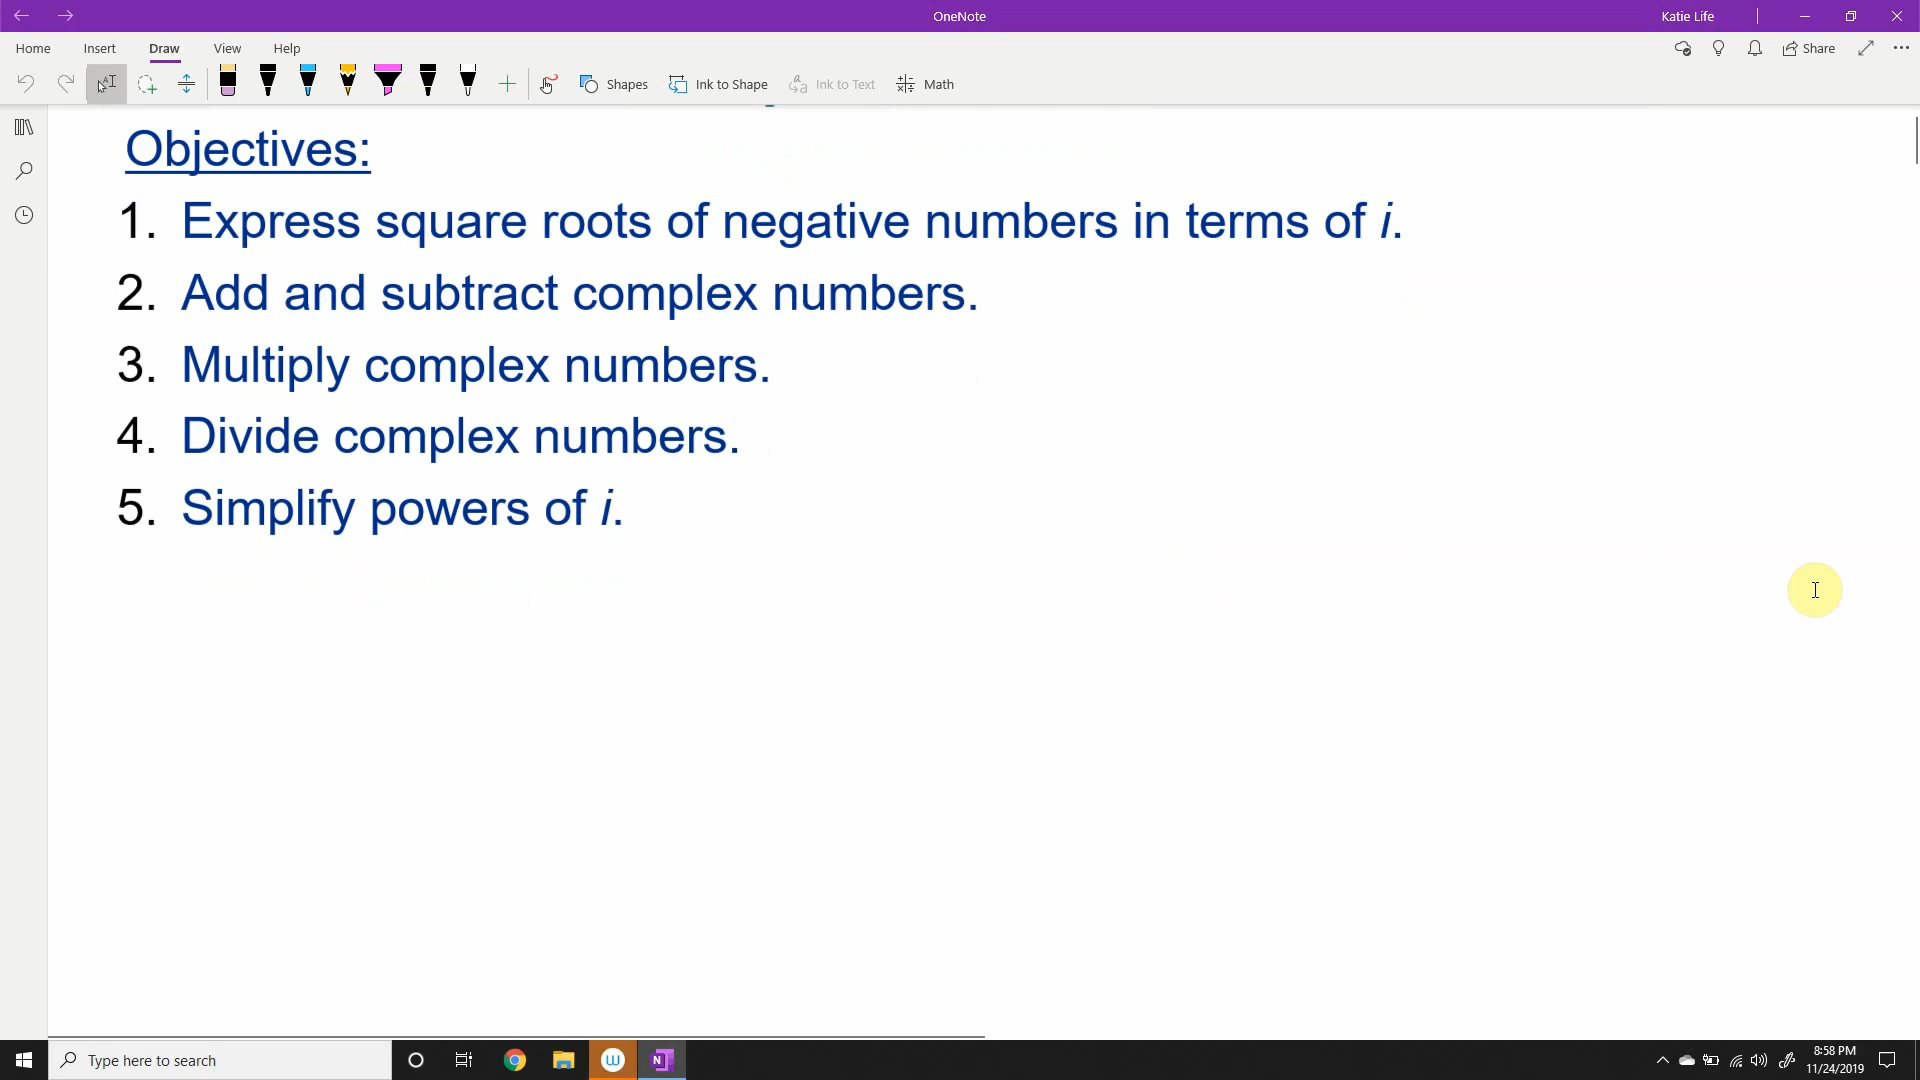 OneNote
Katie Life
Home Insert Draw View Help
Share
Shapes Ink to Shape Ink to Text Math
Objectives:
1. Express square roots of negative numbers in terms of i.
2. Add and subtract complex numbers.
3. Multiply complex numbers.
4. Divide complex numbers.
5. Simplify powers of i.
Type here to search
8:58 PM
11/24/2019